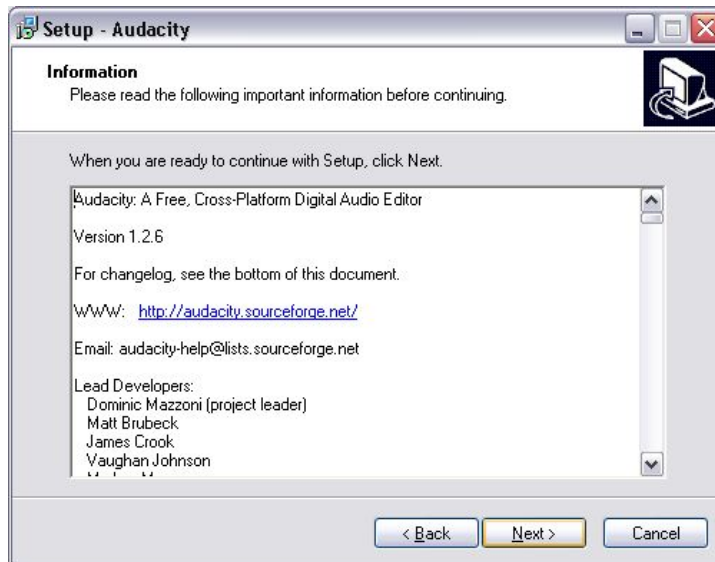 Setup - Audacity
Information
Please read the following important information before continuing.
When you are ready to continue with Setup, click Next.
Audacity: A Free, Cross-Platform Digital Audio Editor
Version 1.2.6
For changelog, see the bottom of this document.
WWW: http://audacity.sourceforge.net/
Email: audacity-help@lists.sourceforge.net
Lead Developers:
Dominic Mazzoni (project leader)
Matt Brubeck
James Crook
Vaughan Johnson
< Back Next > Cancel